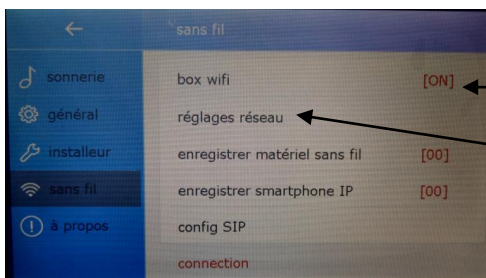 sans fil
sonnerie
général
installeur
sans fil
à propos
box wifi [ON]
réglages réseau
enregistrer matériel sans fil [00]
enregistrer smartphone IP [00]
config SIP
connection